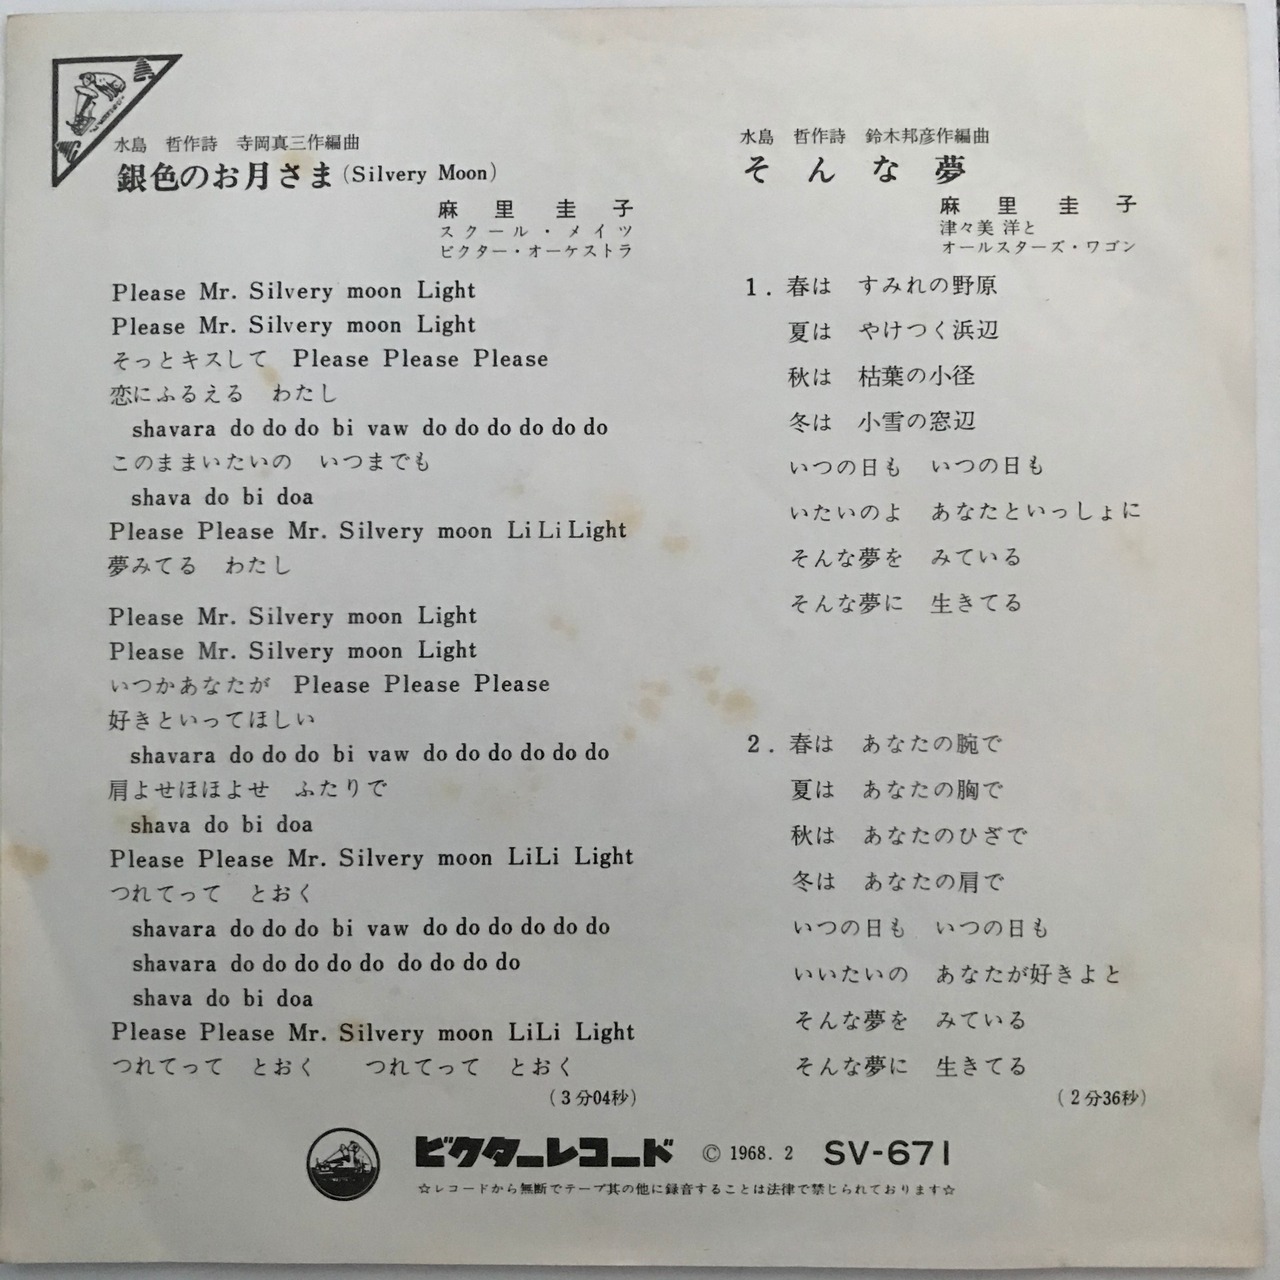 水島　哲作詩　寺岡真三作編曲
銀色のお月さま(Silvery Moon)
麻里圭子
スクール・メイツ
ビクター・オーケストラ
Please Mr. Silvery moon Light
Please Mr. Silvery moon Light
そっとキスして　Please Please Please
恋にふるえる　わたし
shavara do do do bi vaw do do do do do do
このままいたいの　いつまでも
shava do bi doa
Please Please Mr. Silvery moon Li Li Light
夢みてる　わたし
Please Mr. Silvery moon Light
Please Mr. Silvery moon Light
いつかあなたが　Please Please Please
好きといってほしい
shavara do do do bi vaw do do do do do do
肩よせほほよせ　ふたりで
shava do bi doa
Please Please Mr. Silvery moon LiLi Light
つれてって　とおく
shavara do do do bi vaw do do do do do do
shavara do do do do do do do do do
shava do bi doa
Please Please Mr. Silvery moon LiLi Light
つれてって　とおく　　つれてって　とおく
(3分04秒)
水島　哲作詩　鈴木邦彦作編曲
そんな夢
麻里圭子
津々美 洋と
オールスターズ・ワゴン
1. 春は　すみれの野原
夏は　やけつく浜辺
秋は　枯葉の小径
冬は　小雪の窓辺
いつの日も　いつの日も
いたいのよ　あなたといっしょに
そんな夢を　みている
そんな夢に　生きてる
2. 春は　あなたの腕で
夏は　あなたの胸で
秋は　あなたのひざで
冬は　あなたの肩で
いつの日も　いつの日も
いいたいの　あなたが好きよと
そんな夢を　みている
そんな夢に　生きてる
(2分36秒)
ビクターレコード　© 1968. 2　SV-671
☆レコードから無断でテープ其の他に録音することは法律で禁じられております☆